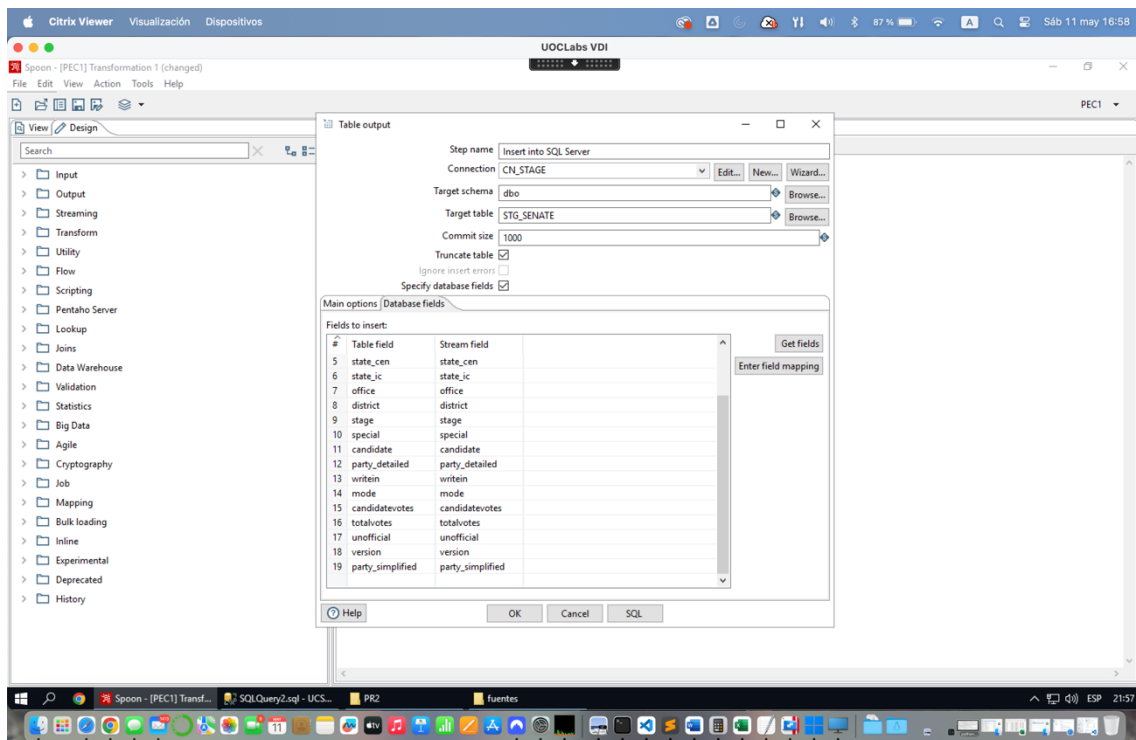 Citrix Viewer Visualización Dispositivos 87 % A Sáb 11 may 16:58
UOCLabs VDI
Spoon - [PEC1] Transformation 1 (changed)
File Edit View Action Tools Help
PEC1
View Design
Search
Input
Output
Streaming
Transform
Utility
Flow
Scripting
Pentaho Server
Lookup
Joins
Data Warehouse
Validation
Statistics
Big Data
Agile
Cryptography
Job
Mapping
Bulk loading
Inline
Experimental
Deprecated
History
Table output
Step name Insert into SQL Server
Connection CN_STAGE Edit... New... Wizard...
Target schema dbo Browse...
Target table STG_SENATE Browse...
Commit size 1000
Truncate table
Ignore insert errors
Specify database fields
Main options Database fields
Fields to insert:
# Table field Stream field Get fields
5 state_cen state_cen Enter field mapping
6 state_ic state_ic
7 office office
8 district district
9 stage stage
10 special special
11 candidate candidate
12 party_detailed party_detailed
13 writein writein
14 mode mode
15 candidatevotes candidatevotes
16 totalvotes totalvotes
17 unofficial unofficial
18 version version
19 party_simplified party_simplified
Help OK Cancel SQL
Spoon - [PEC1] Transf... SQLQuery2.sql - UCS... PR2 fuentes ESP 21:57